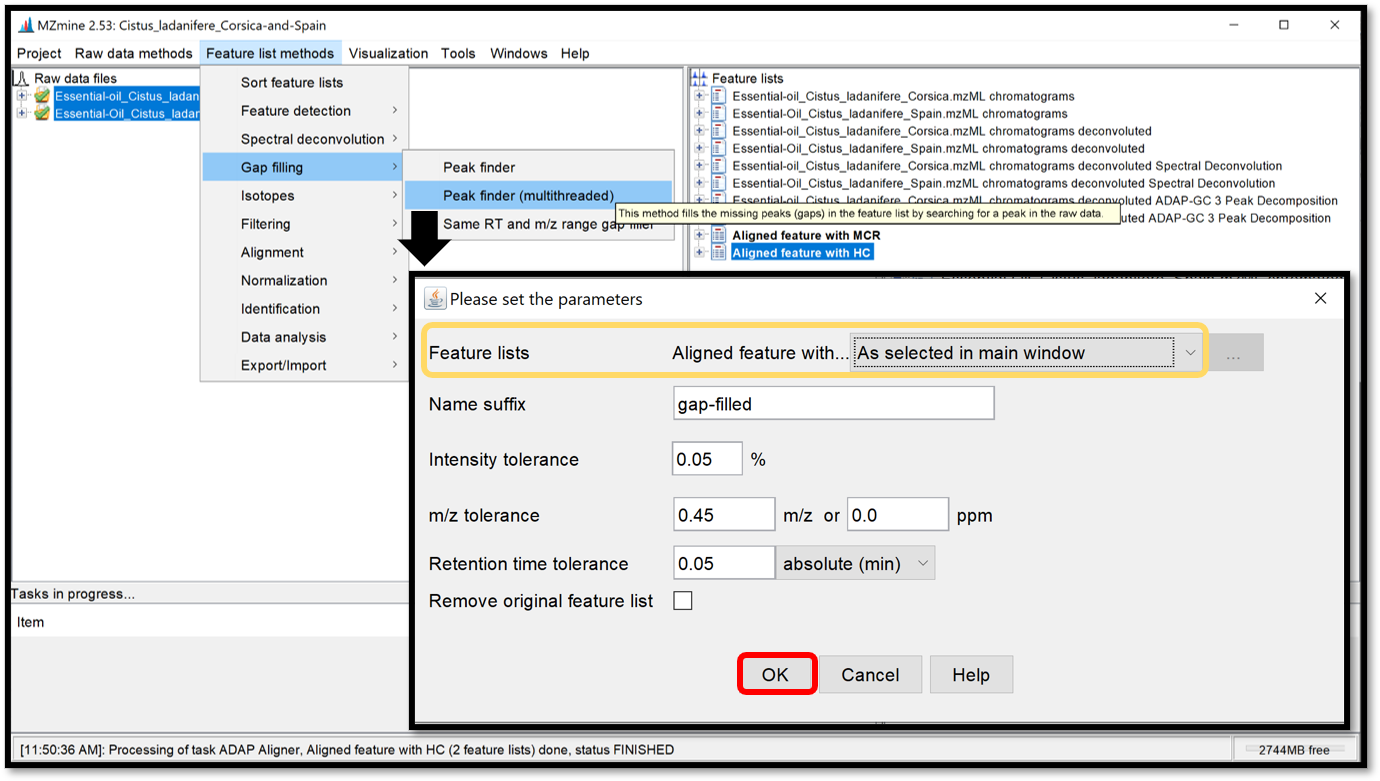 MZmine 2.53: Cistus_ladanifere_Corsica-and-Spain
Project Raw data methods Feature list methods Visualization Tools Windows Help
Raw data files
Essential-oil_Cistus_ladan
Essential-Oil_Cistus_ladar
Sort feature lists
Feature detection
Spectral deconvolution
Gap filling
Isotopes
Filtering
Alignment
Normalization
Identification
Data analysis
Export/Import
Peak finder
Peak finder (multithreaded)
Same RT and m/z range gap filler
This method fills the missing peaks (gaps) in the feature list by searching for a peak in the raw data.
Feature lists
Essential-oil_Cistus_ladanifere_Corsica.mzML chromatograms
Essential-Oil_Cistus_ladanifere_Spain.mzML chromatograms
Essential-oil_Cistus_ladanifere_Corsica.mzML chromatograms deconvoluted
Essential-Oil_Cistus_ladanifere_Spain.mzML chromatograms deconvoluted
Essential-oil_Cistus_ladanifere_Corsica.mzML chromatograms deconvoluted Spectral Deconvolution
Essential-Oil_Cistus_ladanifere_Spain.mzML chromatograms deconvoluted Spectral Deconvolution
Essential-oil_Cistus_ladanifere_Corsica.mzML chromatograms deconvoluted ADAP-GC 3 Peak Decomposition
luted ADAP-GC 3 Peak Decomposition
Aligned feature with MCR
Aligned feature with HC
Please set the parameters
Feature lists Aligned feature with... As selected in main window ...
Name suffix gap-filled
Intensity tolerance 0.05 %
m/z tolerance 0.45 m/z or 0.0 ppm
Retention time tolerance 0.05 absolute (min)
Remove original feature list
OK Cancel Help
Tasks in progress...
Item
[11:50:36 AM]: Processing of task ADAP Aligner, Aligned feature with HC (2 feature lists) done, status FINISHED
2744MB free